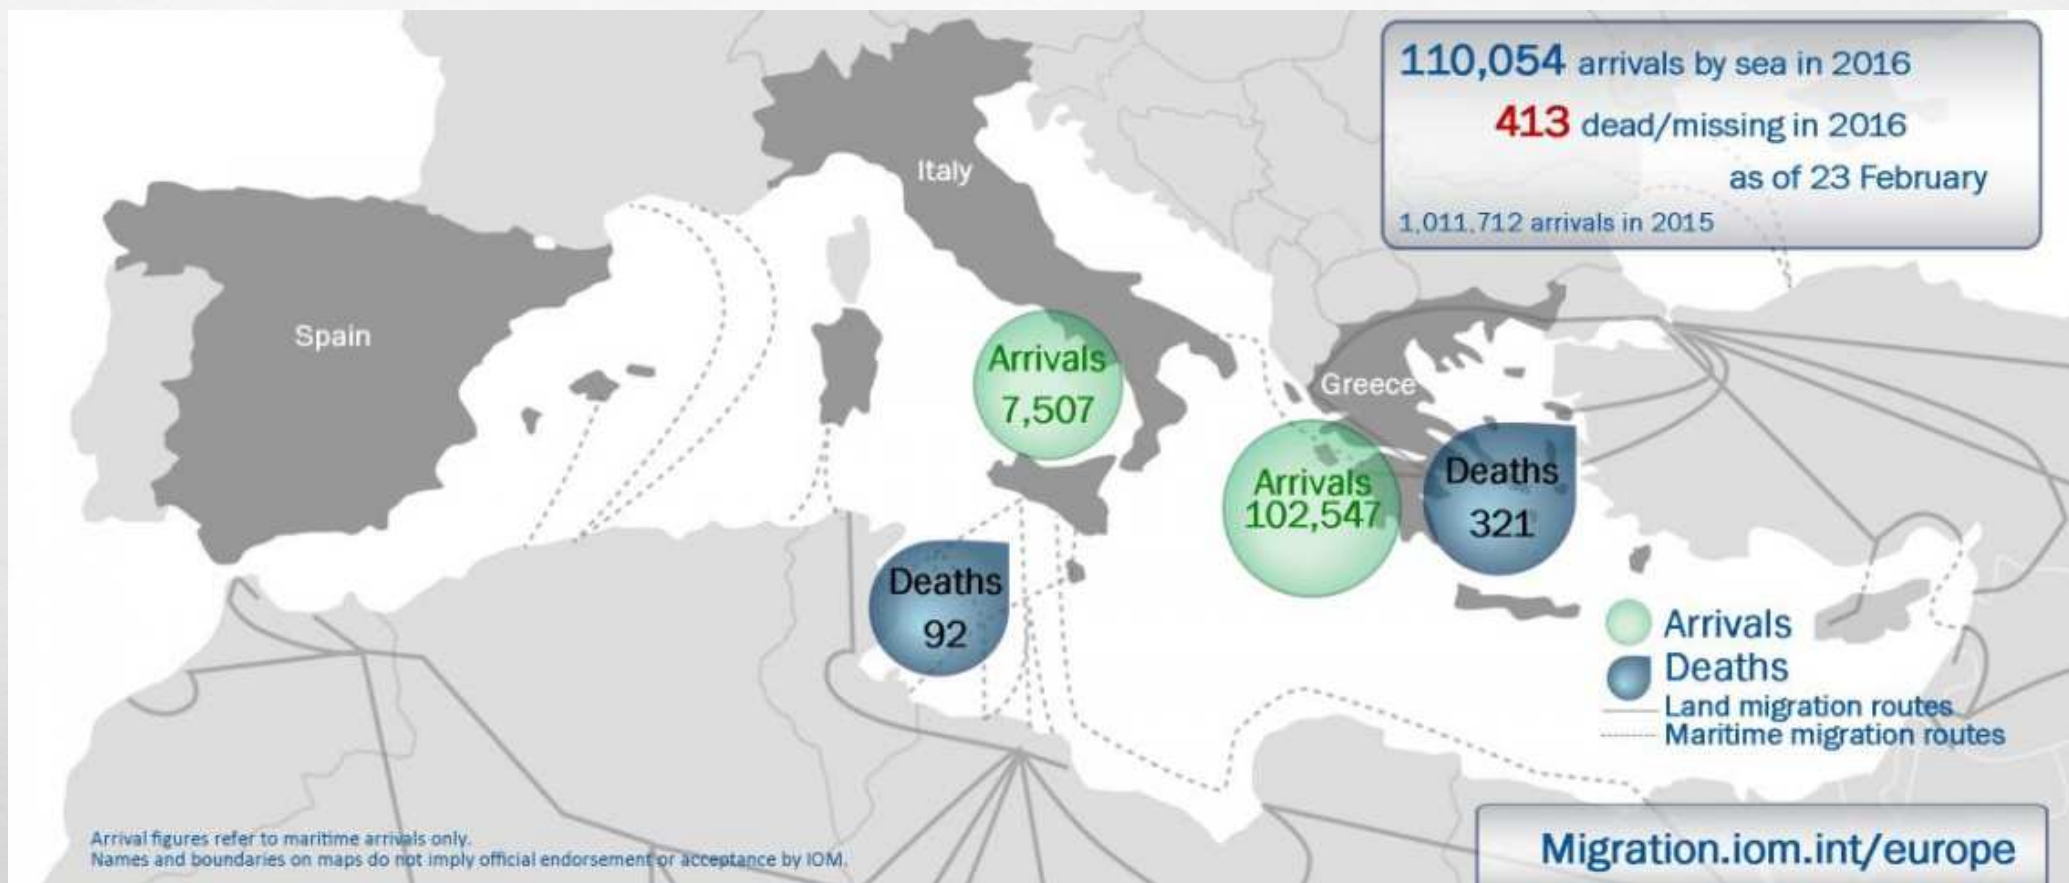 110,054 arrivals by sea in 2016
413 dead/missing in 2016
as of 23 February
1,011,712 arrivals in 2015
Italy
Spain
Greece
Arrivals
7,507
Arrivals
102,547
Deaths
321
Deaths
92
Arrivals
Deaths
Land migration routes
Maritime migration routes
Arrival figures refer to maritime arrivals only.
Names and boundaries on maps do not imply official endorsement or acceptance by IOM.
Migration.iom.int/europe